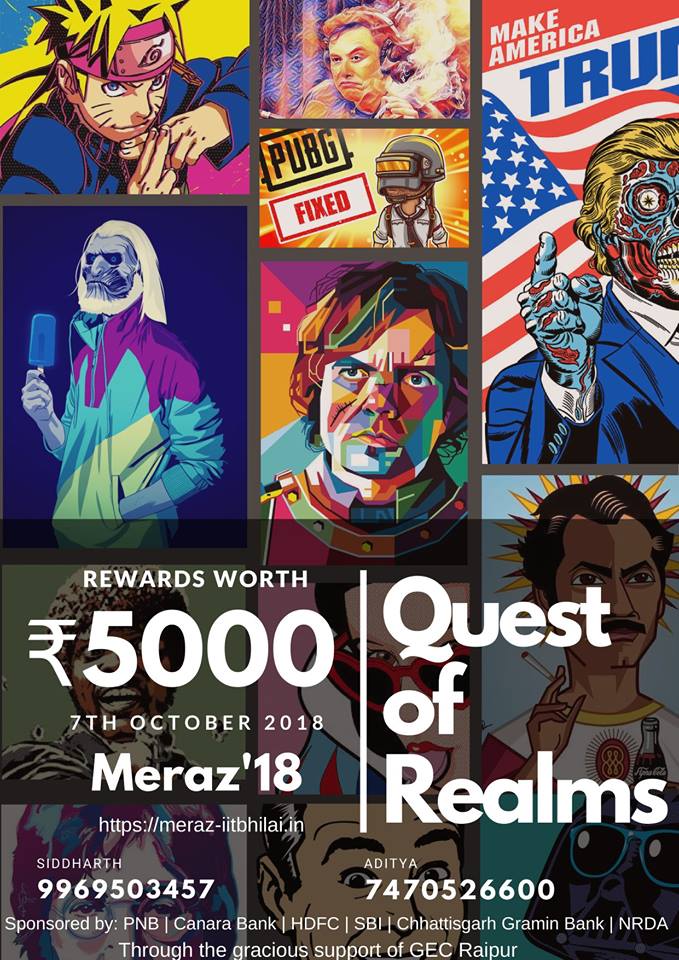 MAKE
AMERICA
TRU
PUBG
FIXED
REWARDS WORTH
₹5000
7TH OCTOBER 2018
Meraz'18
https://meraz-iitbhilai.in
Quest
of
Realms
SIDDHARTH
9969503457
ADITYA
7470526600
Sponsored by: PNB | Canara Bank | HDFC | SBI | Chhattisgarh Gramin Bank | NRDA
Through the gracious support of GEC Raipur